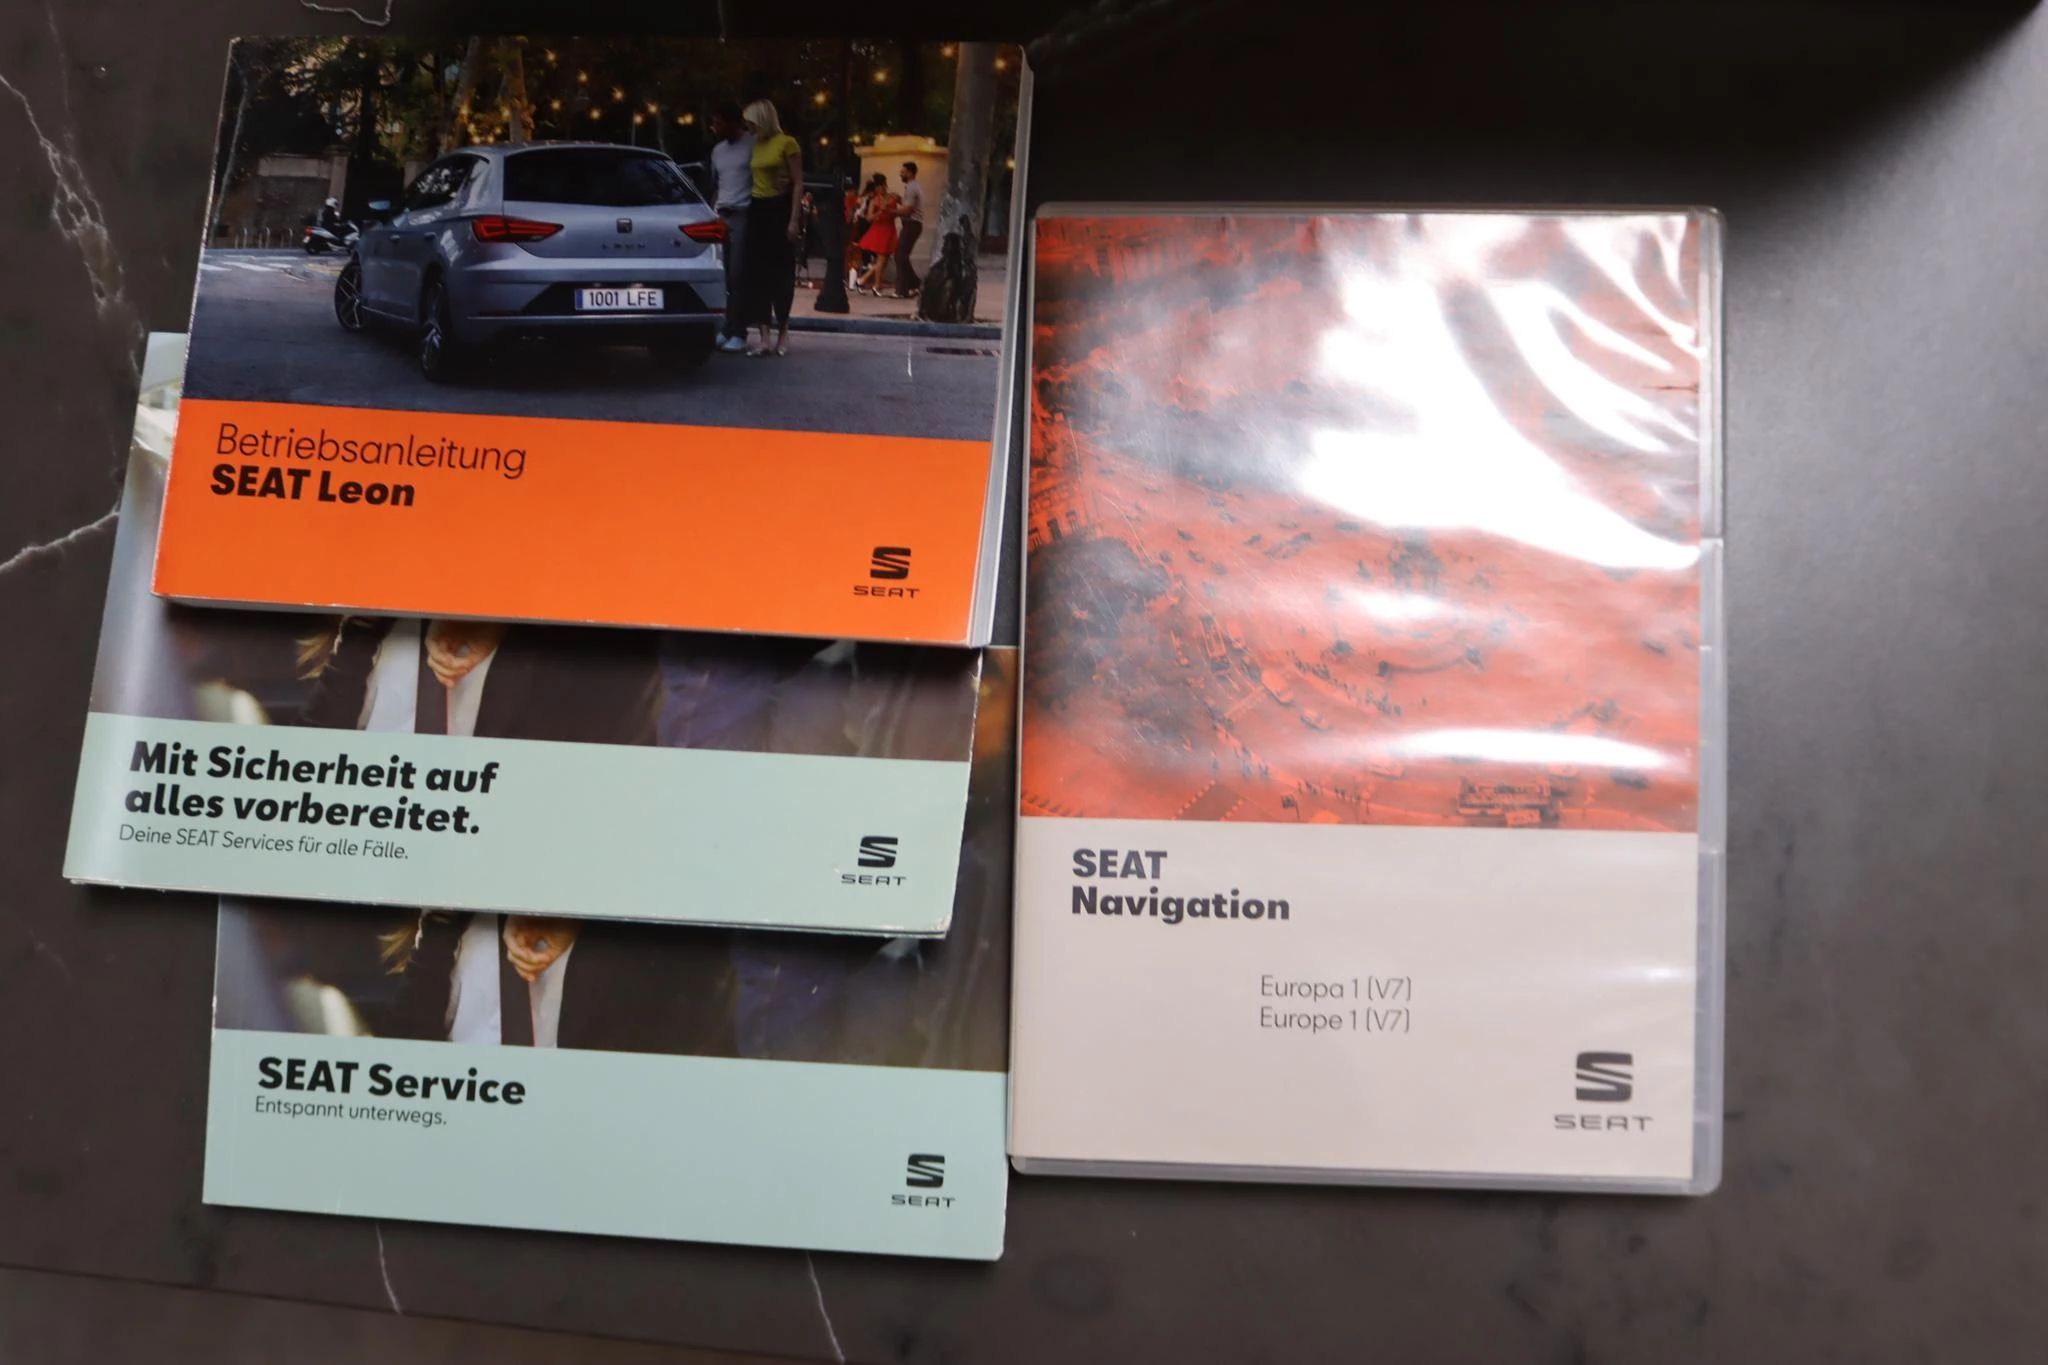 LEON
1001 LFE
Betriebsanleitung
SEAT Leon
SEAT
Mit Sicherheit auf
alles vorbereitet.
Deine SEAT Services für alle Fälle.
SEAT
SEAT Service
Entspannt unterwegs.
SEAT
SEAT
Navigation
Europa 1 (V7)
Europe 1 (V7)
SEAT